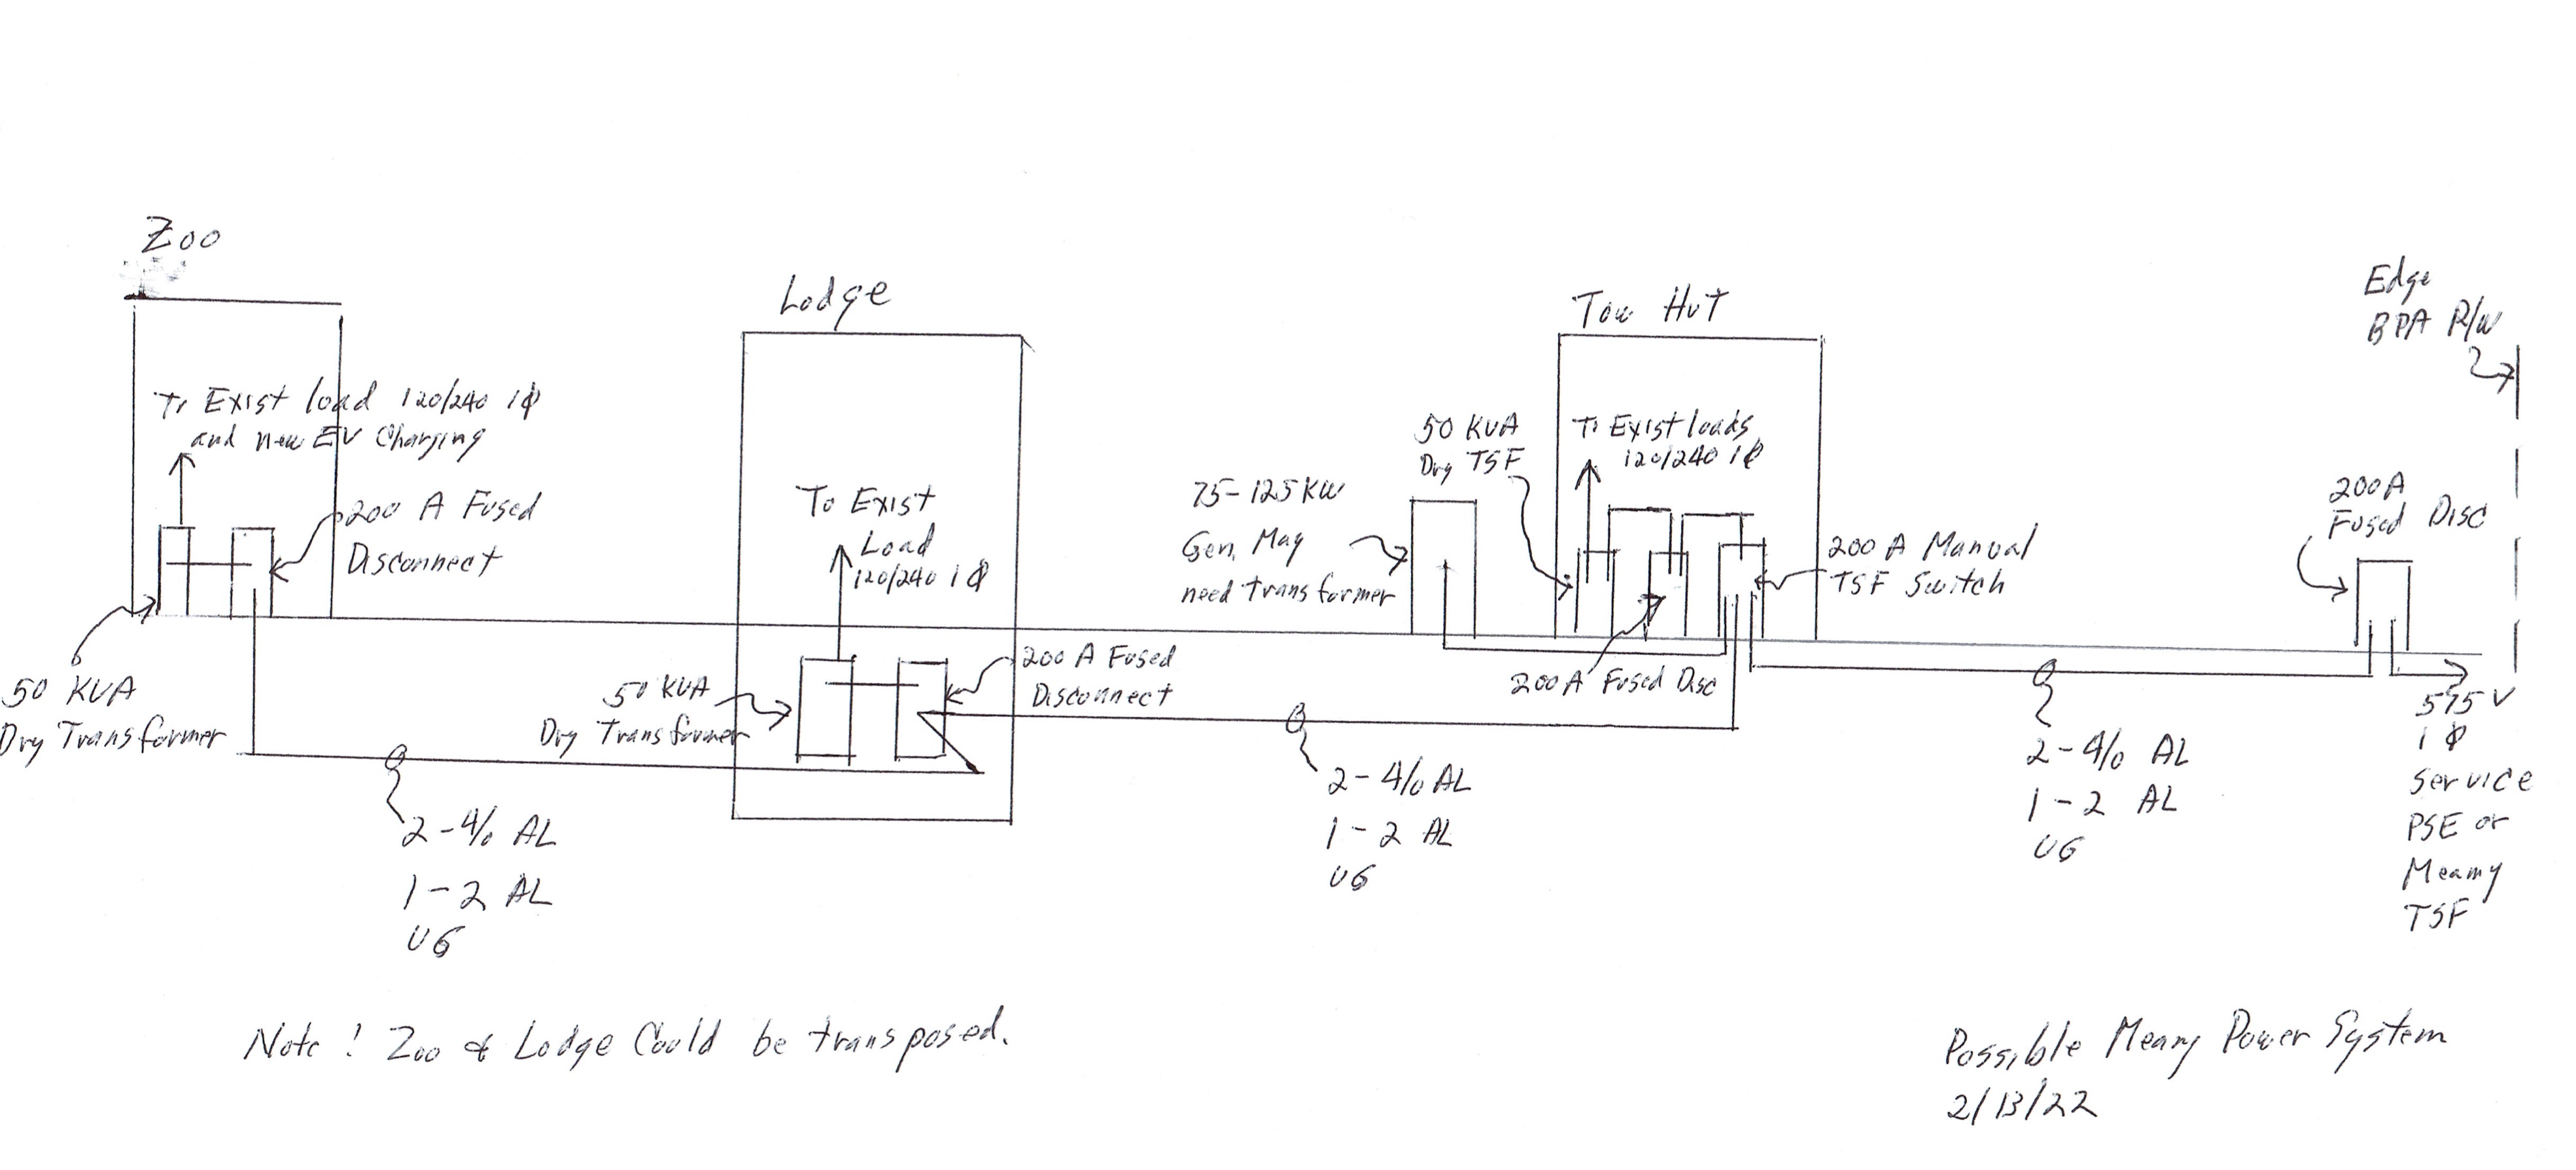 Zoo
To Exist load 120/240 1Φ
and new EV Charging
200 A Fused
Disconnect
50 KVA
Dry Transformer
2-4/0 AL
1-2 AL
UG
Lodge
To Exist
Load
120/240 1Φ
50 KVA
Dry Transformer
200 A Fused
Disconnect
2-4/0 AL
1-2 AL
UG
75-125 KW
Gen. May
need transformer
Tow Hut
50 KVA
Dry TSF
To Exist loads
120/240 1Φ
200 A Manual
TSF Switch
200 A Fused Disc
2-4/0 AL
1-2 AL
UG
Edge
BPA R/W
200 A
Fused Disc
575 V
1Φ
Service
PSE or
Meany
TSF
Note! Zoo & Lodge Could be transposed.
Possible Meany Power System
2/13/22